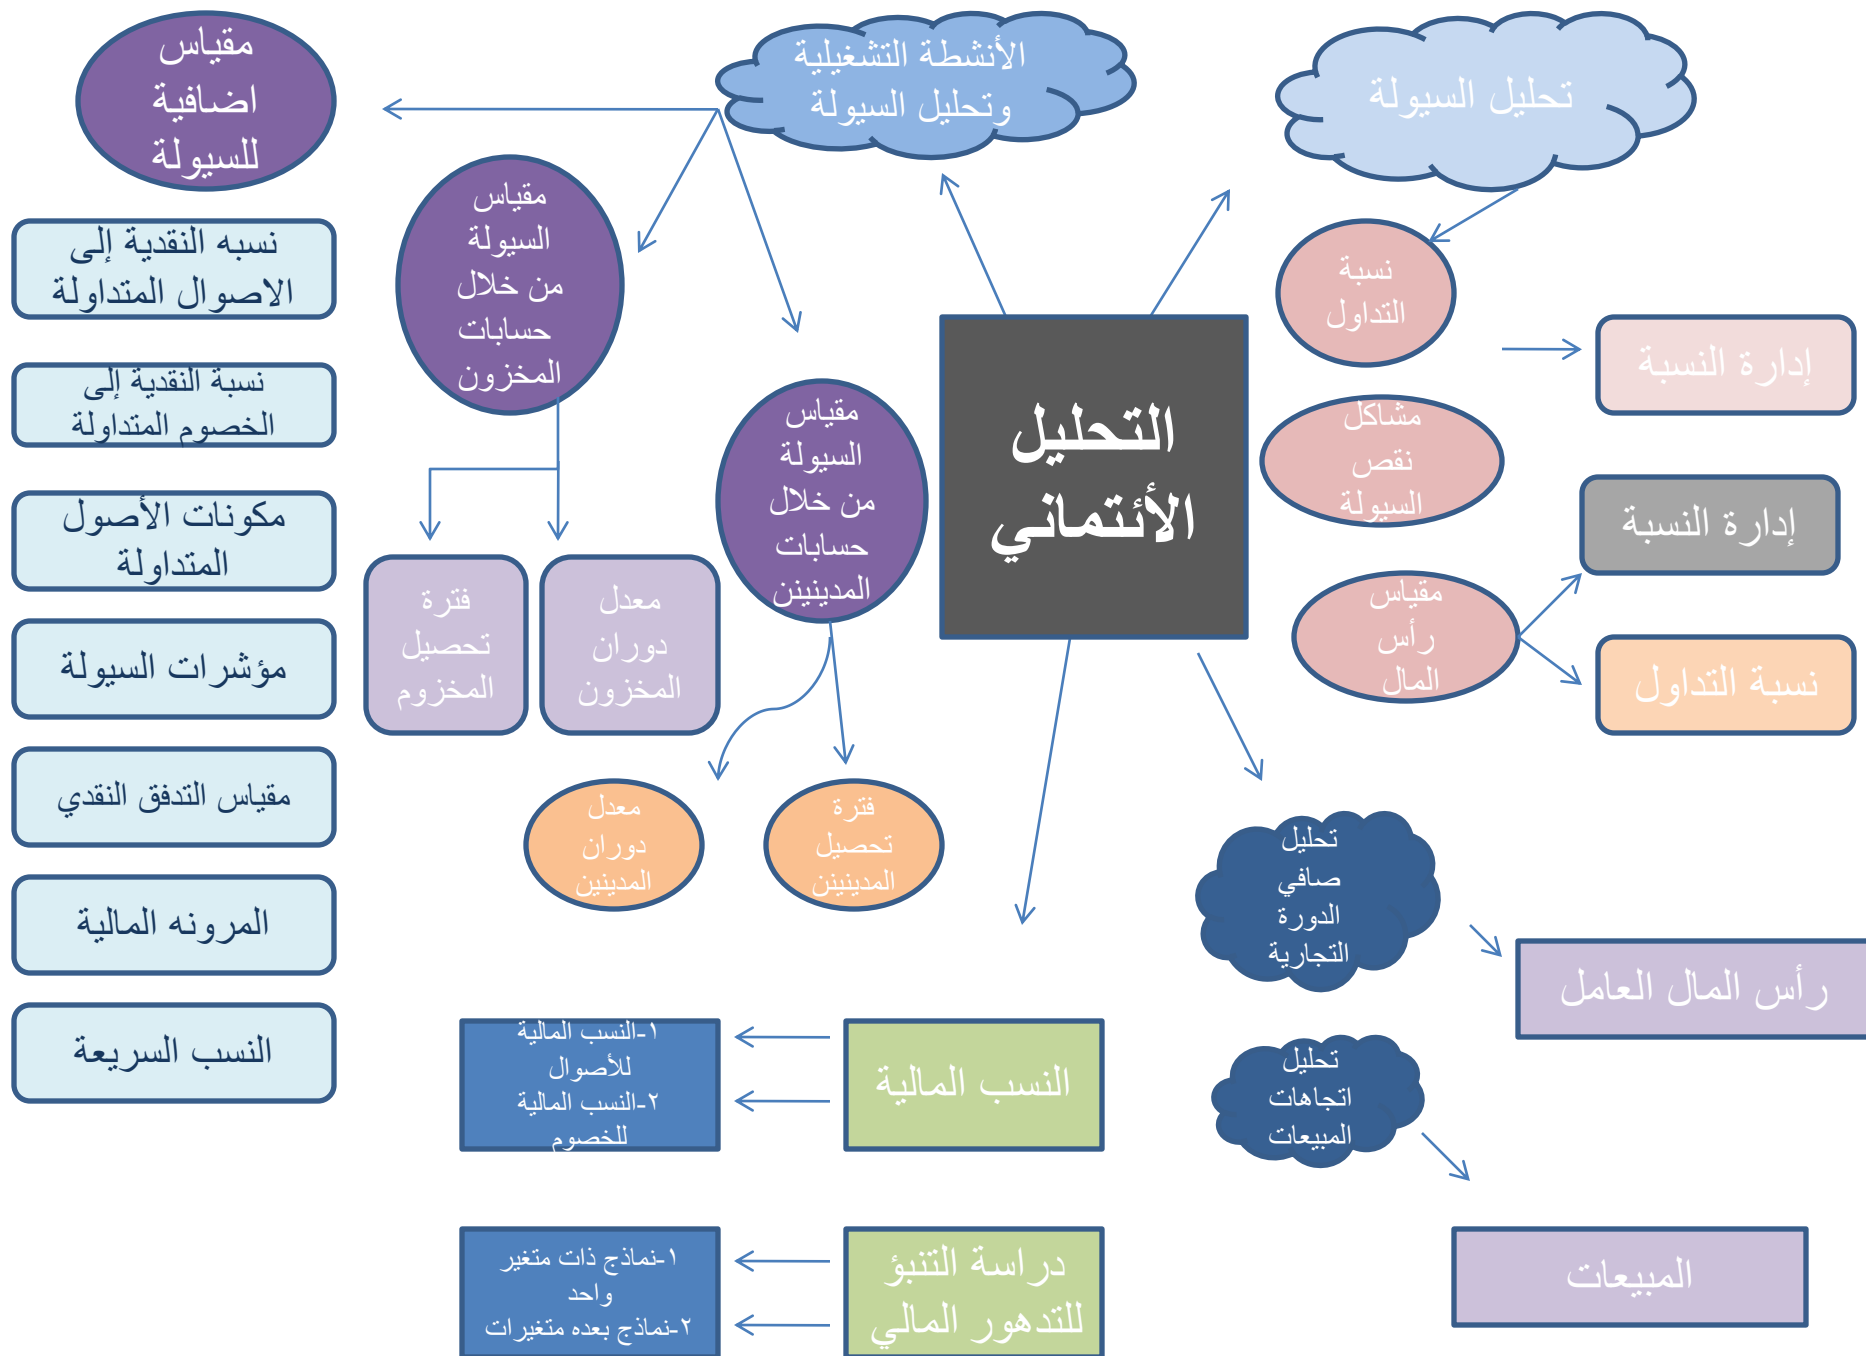 تحليل السيولة
الأنشطة التشغيلية
وتحليل السيولة
مقياس
اضافية
للسيولة
نسبة
التداول
إدارة النسبة
مشاكل
نقص
السيولة
إدارة النسبة
مقياس
رأس
المال
نسبة التداول
التحليل
الأئتماني
مقياس
السيولة
من خلال
حسابات
المخزون
مقياس
السيولة
من خلال
حسابات
المدينيين
معدل
دوران
المخزون
فترة
تحصيل
المخزوم
فترة
تحصيل
المدينيين
معدل
دوران
المدينين
نسبه النقدية إلى
الاصوال المتداولة
نسبة النقدية إلى
الخصوم المتداولة
مكونات الأصول
المتداولة
مؤشرات السيولة
مقياس التدفق النقدي
المرونه المالية
النسب السريعة
تحليل
صافي
الدورة
التجارية
رأس المال العامل
تحليل
اتجاهات
المبيعات
المبيعات
النسب المالية
١-النسب المالية
للأصوال
٢-النسب المالية
للخصوم
دراسة التنبؤ
للتدهور المالي
١-نماذج ذات متغير
واحد
٢-نماذج بعده متغيرات